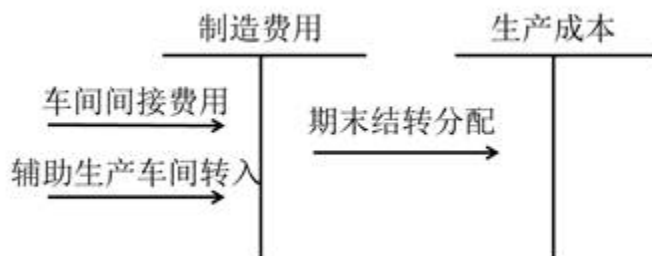 制造费用
生产成本
车间间接费用
期末结转分配
辅助生产车间转入